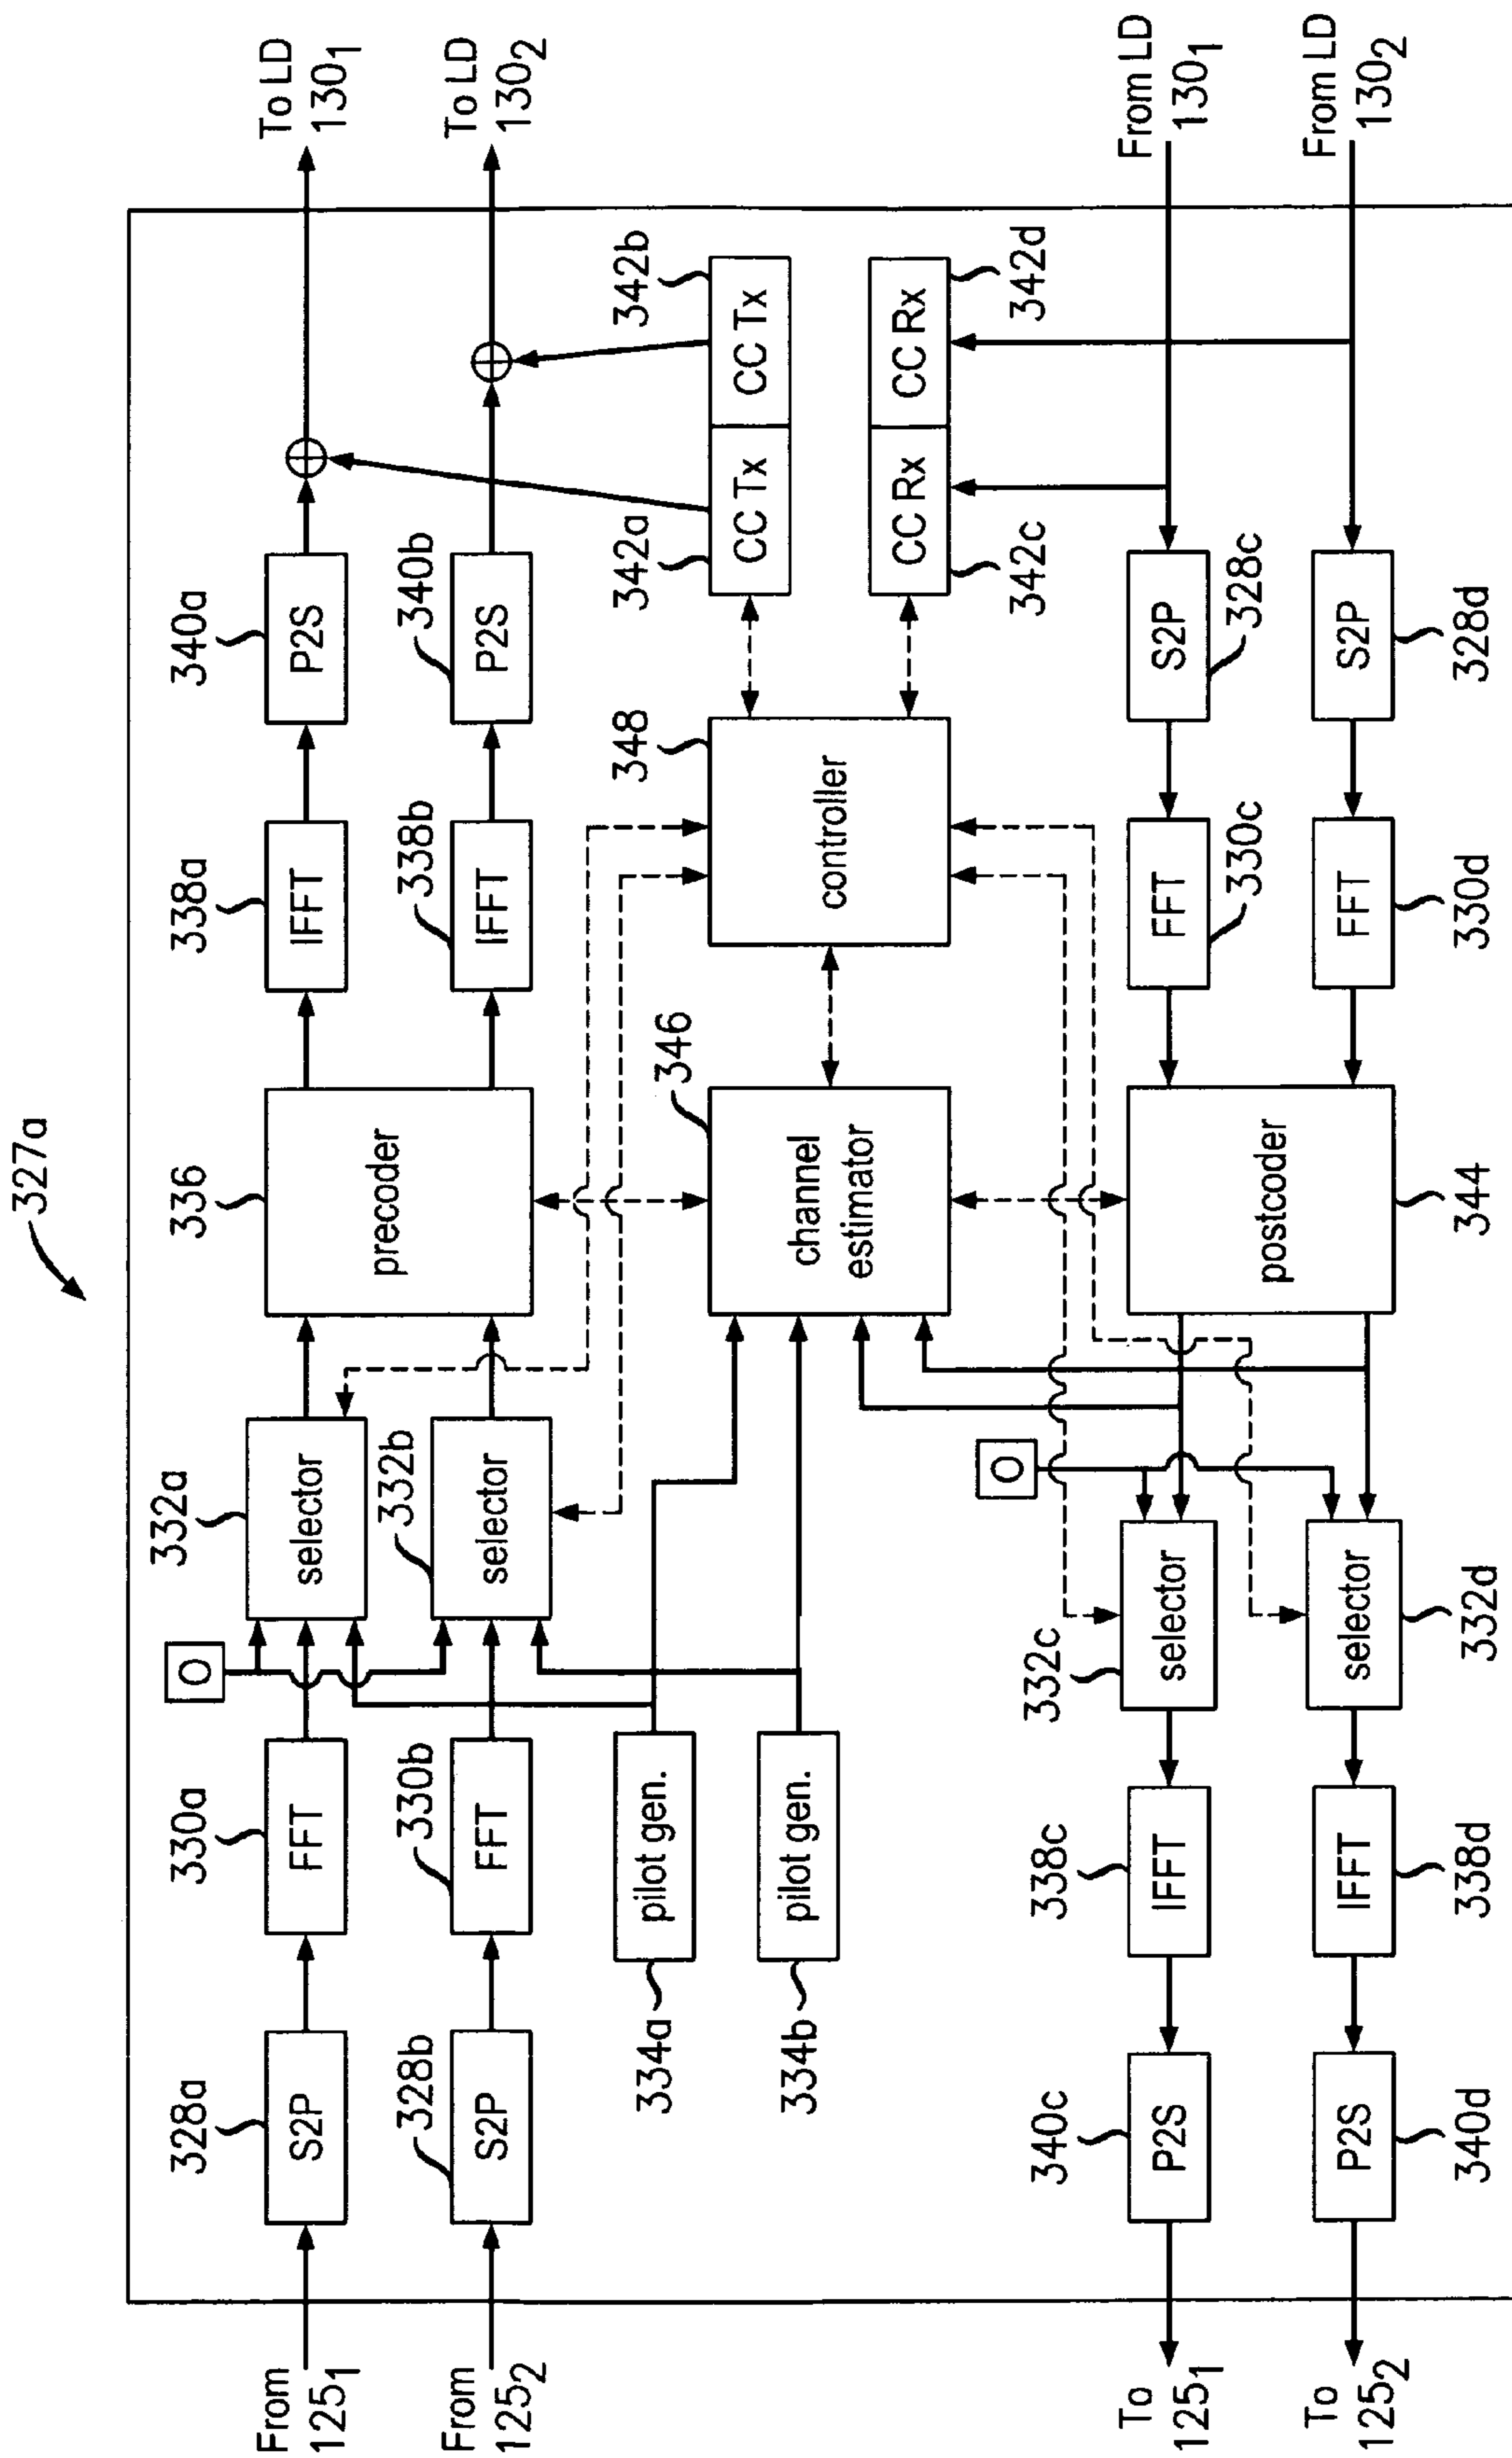 327a
From
125₁
328a
S2P
330a
FFT
0
332a
selector
336
precoder
338a
IFFT
340a
P2S
To LD
130₁
From
125₂
328b
S2P
330b
FFT
332b
selector
338b
IFFT
340b
P2S
To LD
130₂
334a
pilot gen.
334b
pilot gen.
346
channel
estimator
348
controller
342a
CC Tx
CC Tx
342b
342c
CC Rx
CC Rx
342d
To
125₁
340c
P2S
338c
IFFT
332c
selector
0
postcoder
344
330c
FFT
328c
S2P
From LD
130₁
To
125₂
340d
P2S
338d
IFFT
332d
selector
330d
FFT
328d
S2P
From LD
130₂